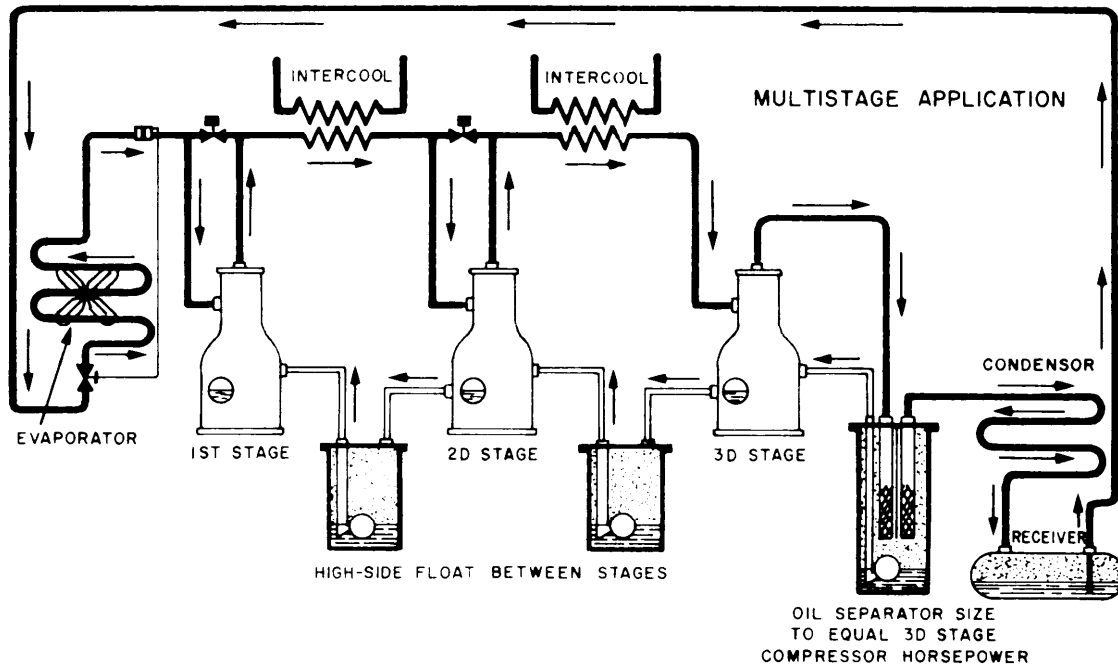 INTERCOOL
INTERCOOL
MULTISTAGE APPLICATION
EVAPORATOR
1ST STAGE
2D STAGE
3D STAGE
CONDENSOR
RECEIVER
HIGH-SIDE FLOAT BETWEEN STAGES
OIL SEPARATOR SIZE
TO EQUAL 3D STAGE
COMPRESSOR HORSEPOWER